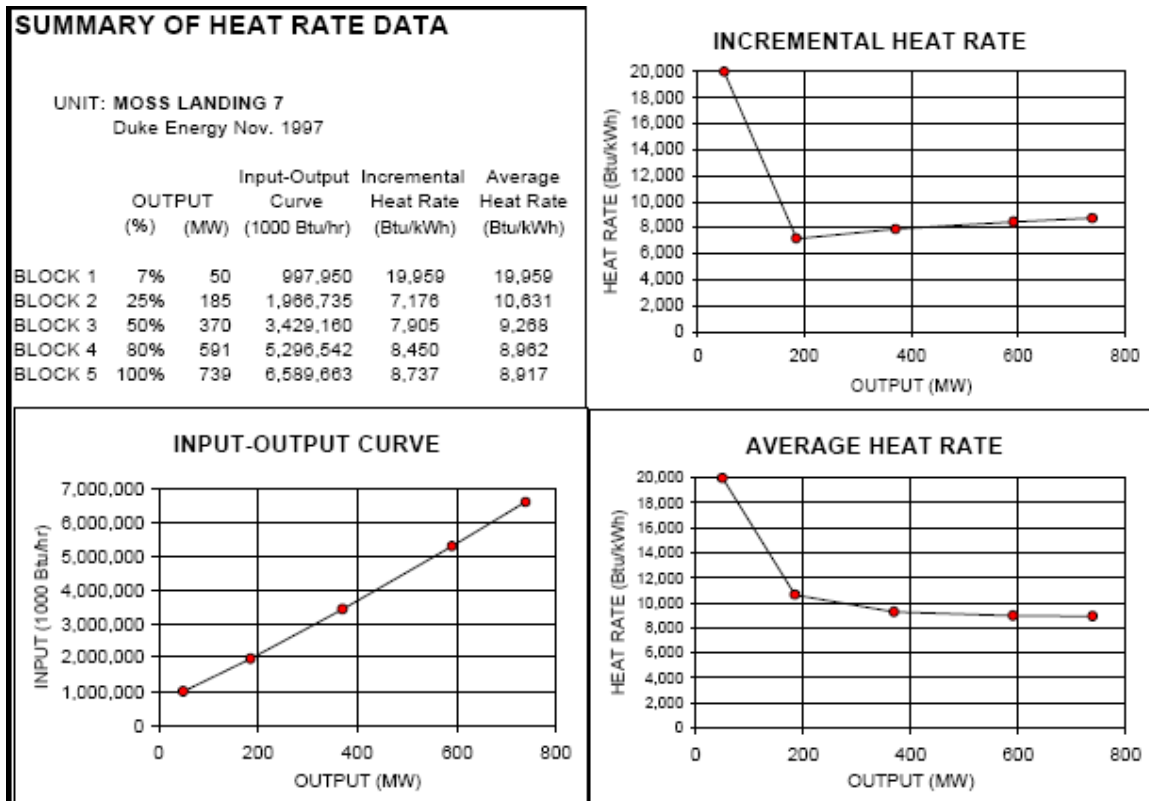 SUMMARY OF HEAT RATE DATA
UNIT: MOSS LANDING 7
Duke Energy Nov. 1997
Input-Output Incremental Average
OUTPUT Curve Heat Rate Heat Rate
(%) (MW) (1000 Btu/hr) (Btu/kWh) (Btu/kWh)
BLOCK 1 7% 50 997,950 19,959 19,959
BLOCK 2 25% 185 1,966,735 7,176 10,631
BLOCK 3 50% 370 3,429,160 7,905 9,268
BLOCK 4 80% 591 5,296,542 8,450 8,962
BLOCK 5 100% 739 6,589,663 8,737 8,917
INCREMENTAL HEAT RATE
HEAT RATE (Btu/kWh)
20,000
18,000
16,000
14,000
12,000
10,000
8,000
6,000
4,000
2,000
0
0 200 400 600 800
OUTPUT (MW)
INPUT-OUTPUT CURVE
INPUT (1000 Btu/hr)
7,000,000
6,000,000
5,000,000
4,000,000
3,000,000
2,000,000
1,000,000
0
0 200 400 600 800
OUTPUT (MW)
AVERAGE HEAT RATE
HEAT RATE (Btu/kWh)
20,000
18,000
16,000
14,000
12,000
10,000
8,000
6,000
4,000
2,000
0
0 200 400 600 800
OUTPUT (MW)